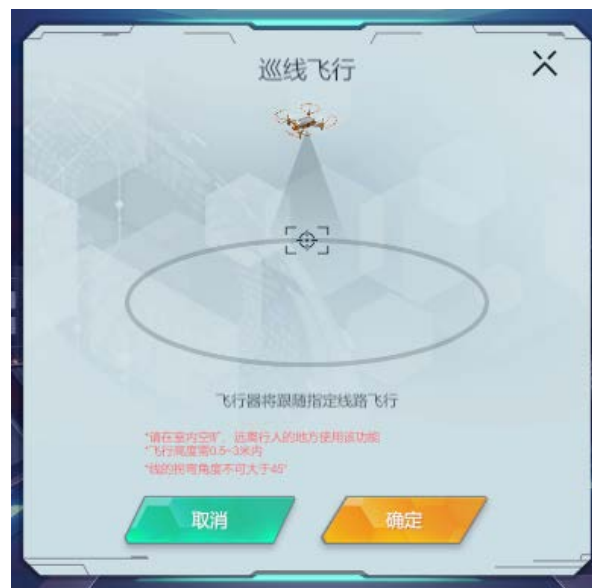 巡线飞行
飞行器将跟随指定线路飞行
*请在室内空旷，远离行人的地方使用该功能
*飞行高度需0.5~3米内
*线的拐弯角度不可大于45°
取消
确定